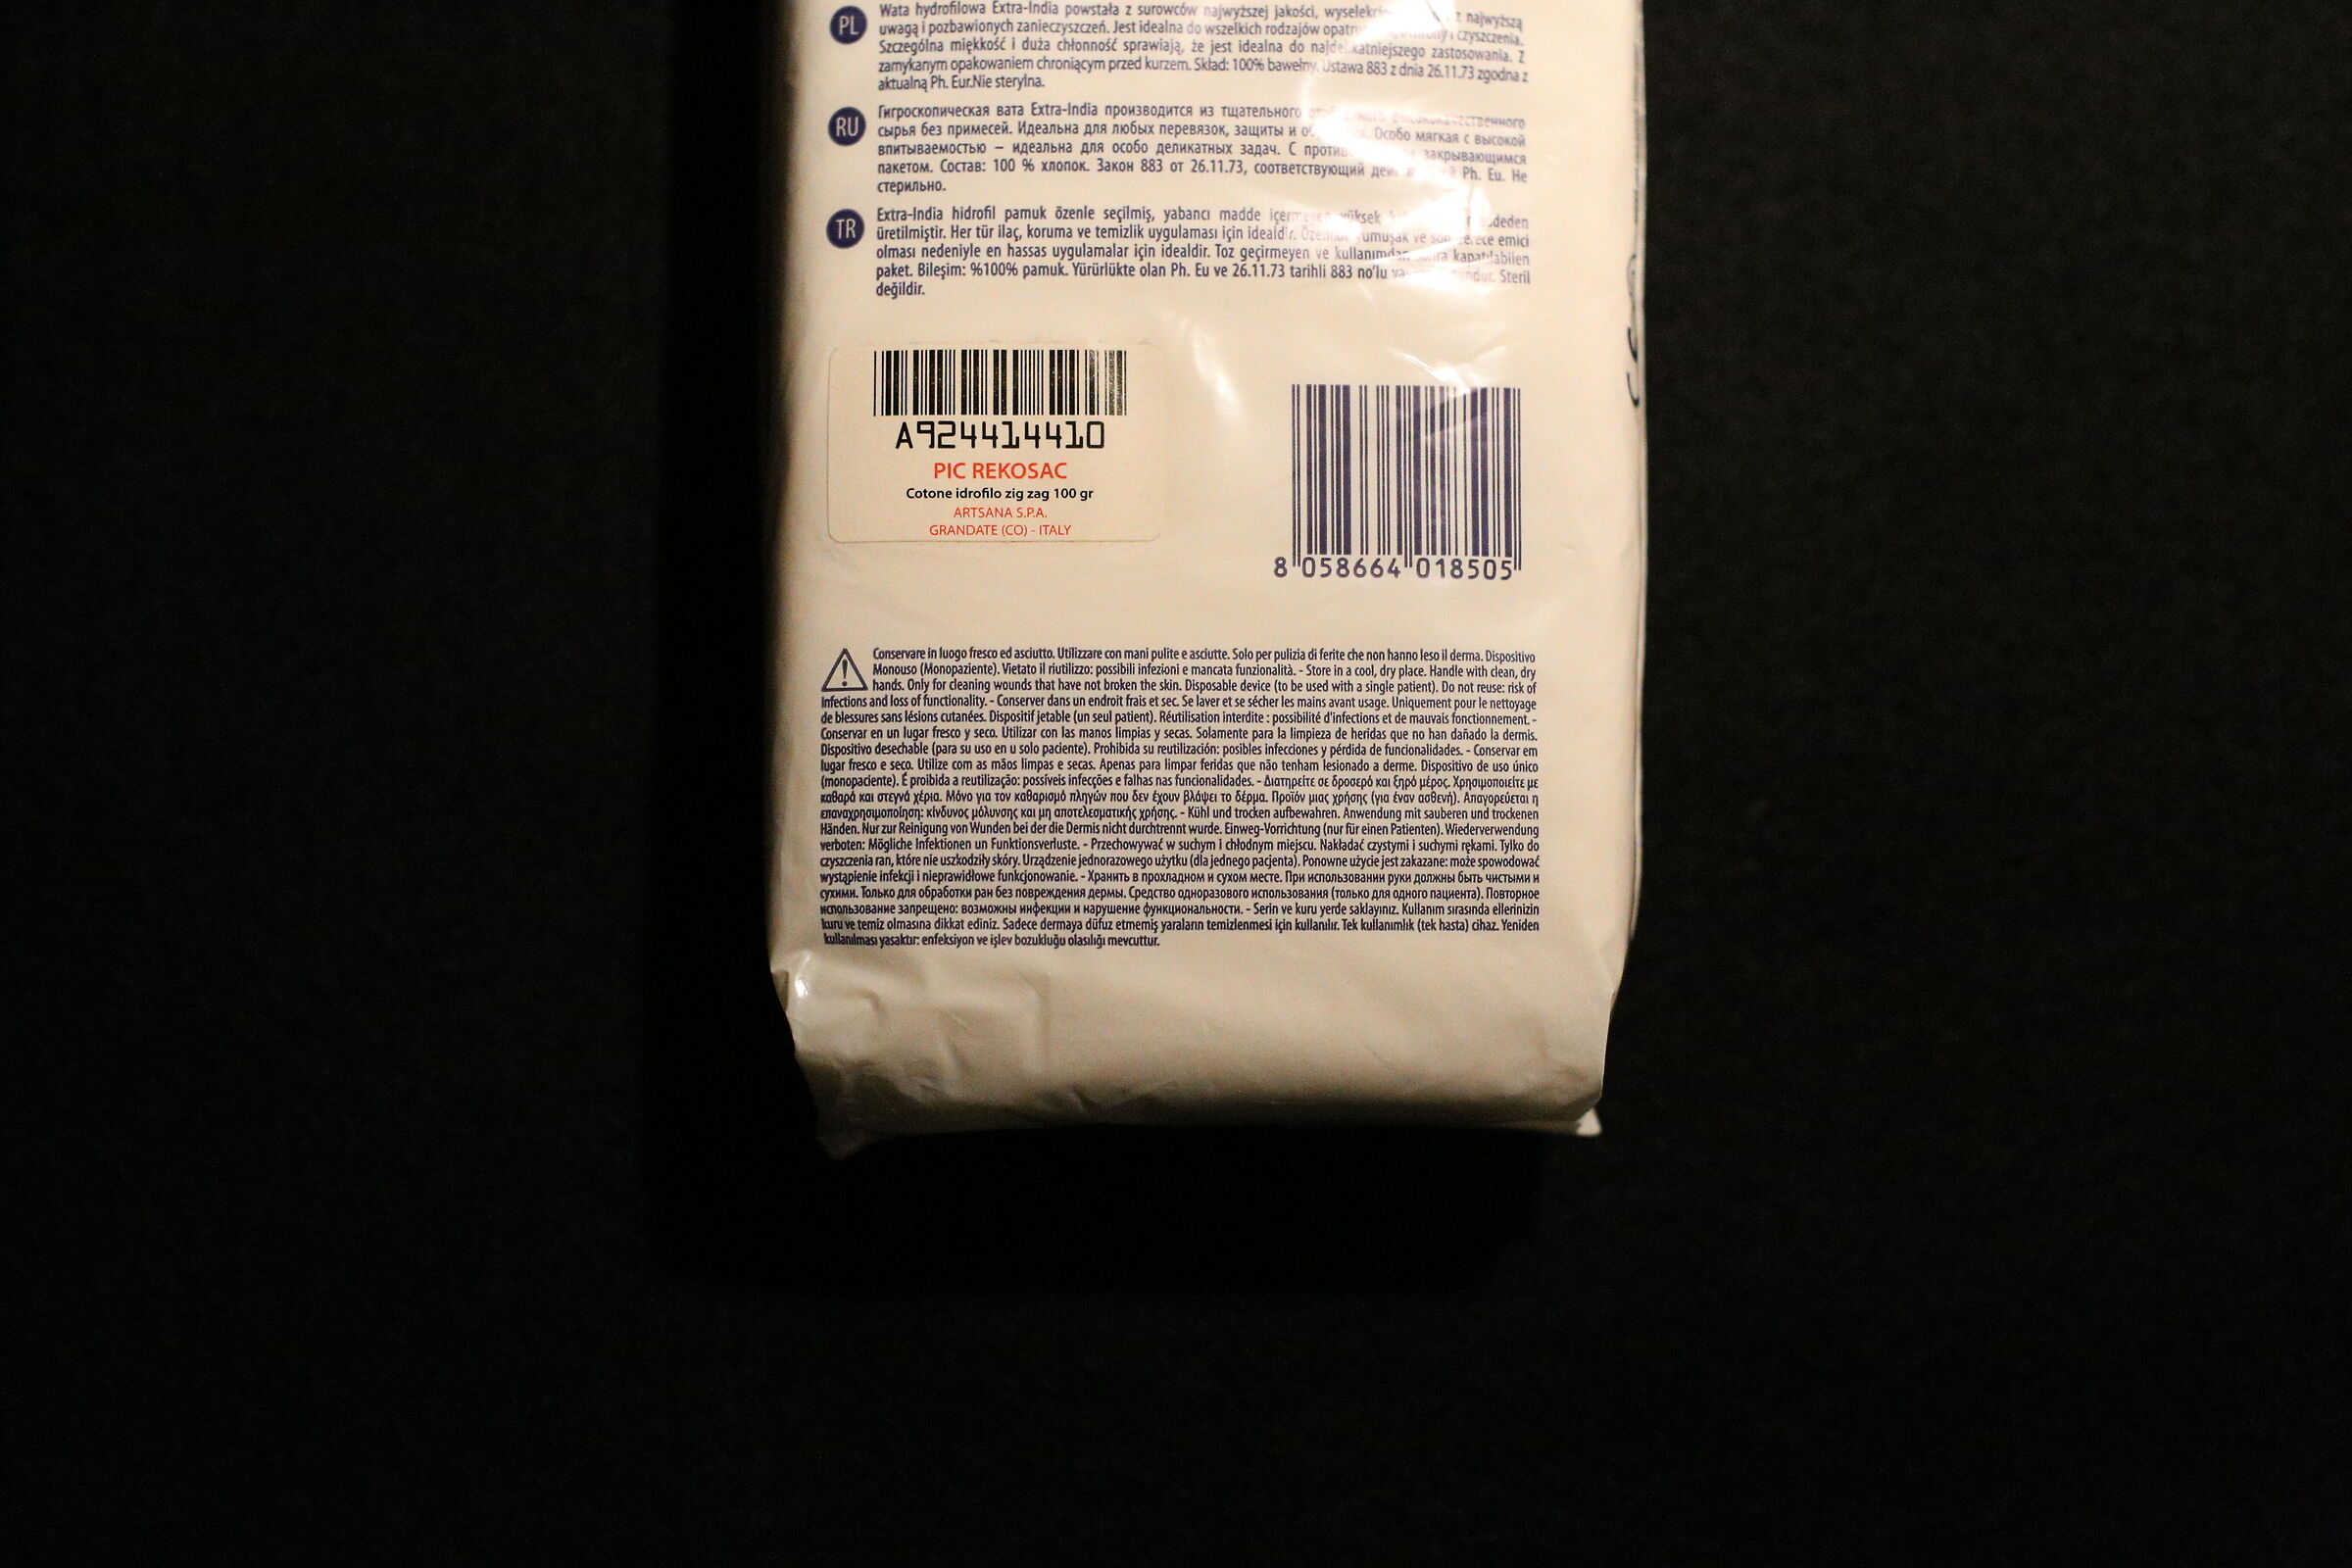 PL
Wata hydrofilowa Extra-India powstała z surowców najwyższej jakości, z najwyższą
uwagą i pozbawionych zanieczyszczeń. Jest idealna do wszelkich rodzajów czyszczenia.
Szczególna miękkość i duża chłonność sprawiają, że jest idealna do najdelikatniejszego zastosowania. Z
zamykanym opakowaniem chroniącym przed kurzem. Skład: 100% bawełny. Ustawa 883 z dnia 26.11.73 zgodna z
aktualną Ph. Eur.Nie sterylna.
RU
Гигроскопическая вата Extra-India производится из тщательного высококачественного
сырья без примесей. Идеальна для любых перевязок, защиты и Особо мягкая с высокой
впитываемостью – идеальна для особо деликатных задач. С закрывающимся
пакетом. Состав: 100 % хлопок. Закон 883 от 26.11.73, соответствующий Ph. Eu. Не
стерильно.
TR
Extra-India hidrofil pamuk özenle seçilmiş, yabancı madde içermeyen yüksek
üretilmiştir. Her tür ilaç, koruma ve temizlik uygulaması için idealdir. yumuşak ve son derece emici
olması nedeniyle en hassas uygulamalar için idealdir. Toz geçirmeyen ve kullanımdan sonra kapatılabilen
paket. Bileşim: %100% pamuk. Yürürlükte olan Ph. Eu ve 26.11.73 tarihli 883 no'lu Steril
değildir.
A924414410
PIC REKOSAC
Cotone idrofilo zig zag 100 gr
ARTSANA S.P.A.
GRANDATE (CO) - ITALY
8 058664 018505
Conservare in luogo fresco ed asciutto. Utilizzare con mani pulite e asciutte. Solo per pulizia di ferite che non hanno leso il derma. Dispositivo
Monouso (Monopaziente). Vietato il riutilizzo: possibili infezioni e mancata funzionalità. - Store in a cool, dry place. Handle with clean, dry
hands. Only for cleaning wounds that have not broken the skin. Disposable device (to be used with a single patient). Do not reuse: risk of
infections and loss of functionality. - Conserver dans un endroit frais et sec. Se laver et se sécher les mains avant usage. Uniquement pour le nettoyage
de blessures sans lésions cutanées. Dispositif jetable (un seul patient). Réutilisation interdite : possibilité d'infections et de mauvais fonctionnement. -
Conservar en un lugar fresco y seco. Utilizar con las manos limpias y secas. Solamente para la limpieza de heridas que no han dañado la dermis.
Dispositivo desechable (para su uso en u solo paciente). Prohibida su reutilización: posibles infecciones y pérdida de funcionalidades. - Conservar em
lugar fresco e seco. Utilize com as mãos limpas e secas. Apenas para limpar feridas que não tenham lesionado a derme. Dispositivo de uso único
(monopaciente). É proibida a reutilização: possíveis infecções e falhas nas funcionalidades. - Διατηρείτε σε δροσερό και ξηρό μέρος. Χρησιμοποιείτε με
καθαρά και στεγνά χέρια. Μόνο για τον καθαρισμό πληγών που δεν έχουν βλάψει το δέρμα. Προϊόν μιας χρήσης (για έναν ασθενή). Απαγορεύεται η
επαναχρησιμοποίηση: κίνδυνος μόλυνσης και μη αποτελεσματικής χρήσης. - Kühl und trocken aufbewahren. Anwendung mit sauberen und trockenen
Händen. Nur zur Reinigung von Wunden bei der die Dermis nicht durchtrennt wurde. Einweg-Vorrichtung (nur für einen Patienten). Wiederverwendung
verboten: Mögliche Infektionen un Funktionsverluste. - Przechowywać w suchym i chłodnym miejscu. Nakładać czystymi i suchymi rękami. Tylko do
czyszczenia ran, które nie uszkodziły skóry. Urządzenie jednorazowego użytku (dla jednego pacjenta). Ponowne użycie jest zakazane: może spowodować
wystąpienie infekcji i nieprawidłowe funkcjonowanie. - Хранить в прохладном и сухом месте. При использовании руки должны быть чистыми и
сухими. Только для обработки ран без повреждения дермы. Средство одноразового использования (только для одного пациента). Повторное
использование запрещено: возможны инфекции и нарушение функциональности. - Serin ve kuru yerde saklayınız. Kullanım sırasında ellerinizin
kuru ve temiz olmasına dikkat ediniz. Sadece dermaya düfuz etmemiş yaraların temizlenmesi için kullanılır. Tek kullanımlık (tek hasta) cihaz. Yeniden
kullanılması yasaktır: enfeksiyon ve işlev bozukluğu olasılığı mevcuttur.